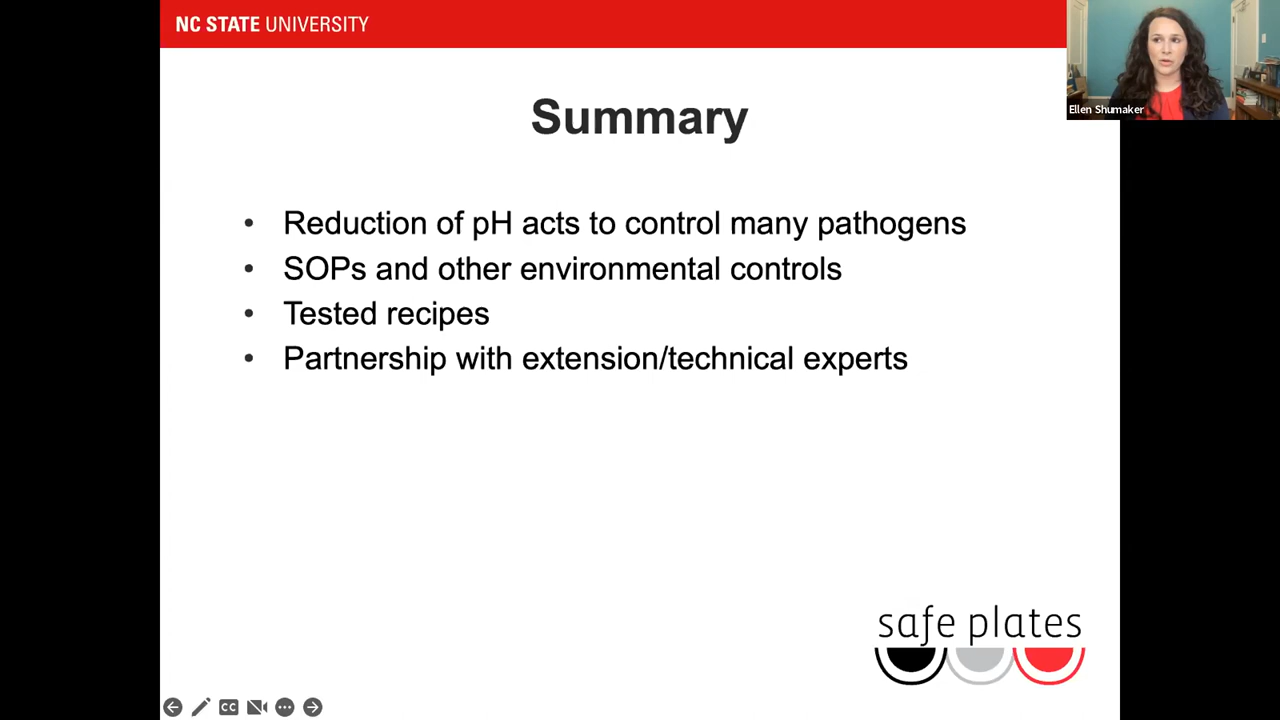 NC STATE UNIVERSITY
Ellen Shumaker
Summary
• Reduction of pH acts to control many pathogens
• SOPs and other environmental controls
• Tested recipes
• Partnership with extension/technical experts
safe plates
CC